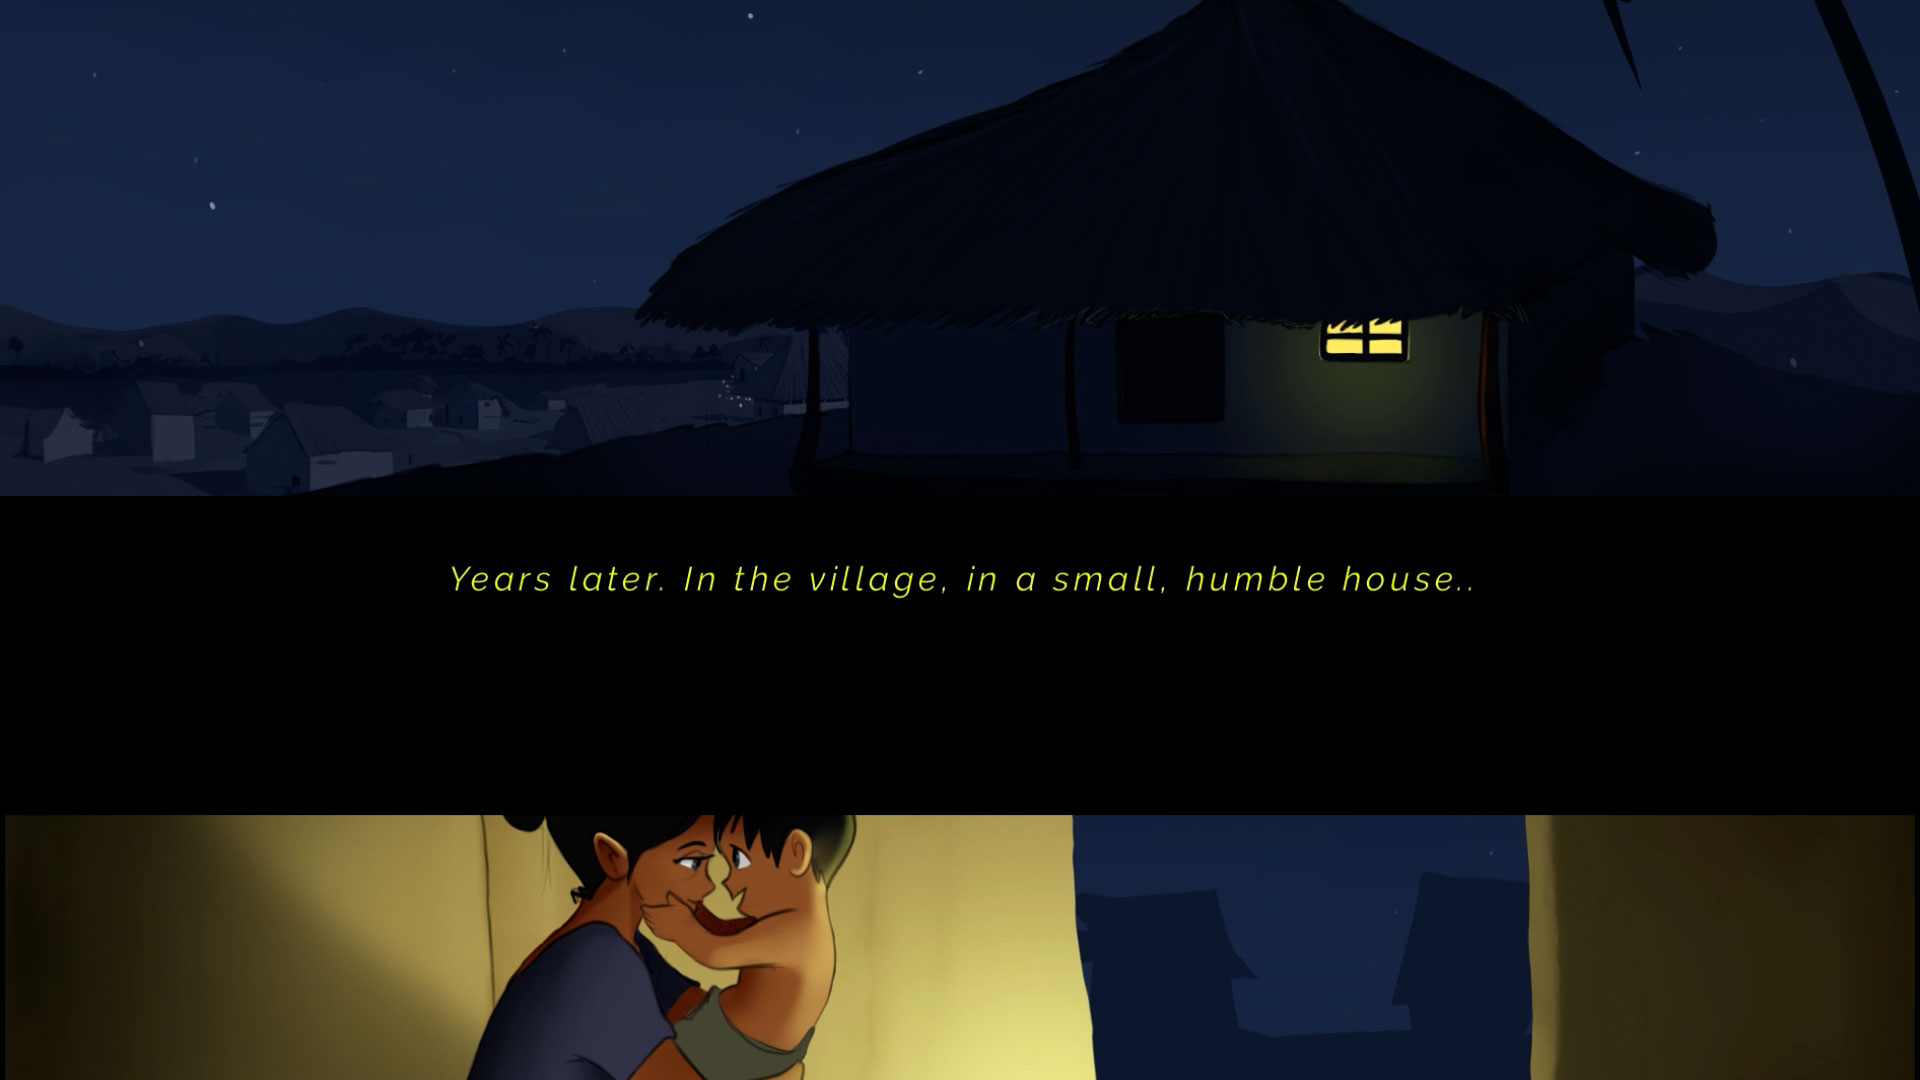 Years later. In the village, in a small, humble house..